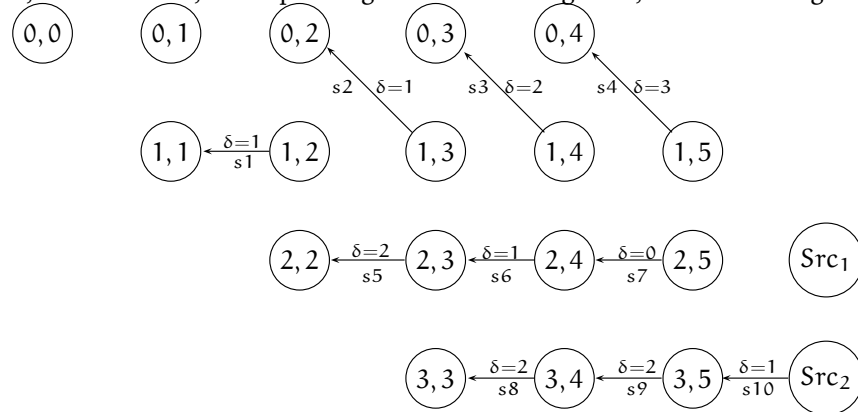 0, 0 0, 1 0, 2 0, 3 0, 4
s2 δ=1 s3 δ=2 s4 δ=3
1, 1 δ=1 s1 1, 2 1, 3 1, 4 1, 5
2, 2 δ=2 s5 2, 3 δ=1 s6 2, 4 δ=0 s7 2, 5 Src₁
3, 3 δ=2 s8 3, 4 δ=2 s9 3, 5 δ=1 s10 Src₂